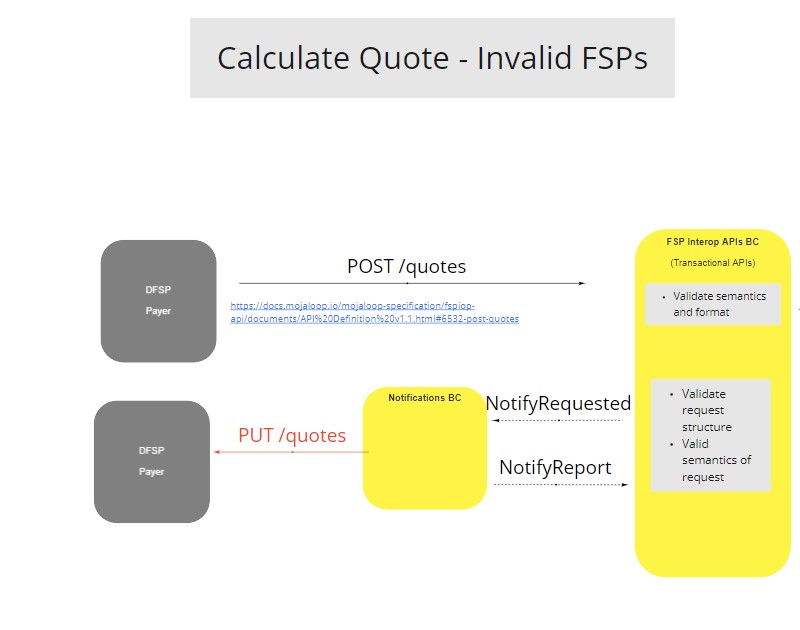 Calculate Quote - Invalid FSPs
FSP Interop APIs BC
(Transactional APIs)
POST /quotes
DFSP
Payer
• Validate semantics
and format
https://docs.mojaloop.io/mojaloop-specification/fspiop-
api/documents/API%20Definition%20v1.1.html#6532-post-quotes
Notifications BC
NotifyRequested
• Validate
request
structure
• Valid
semantics of
request
PUT /quotes
DFSP
Payer
NotifyReport